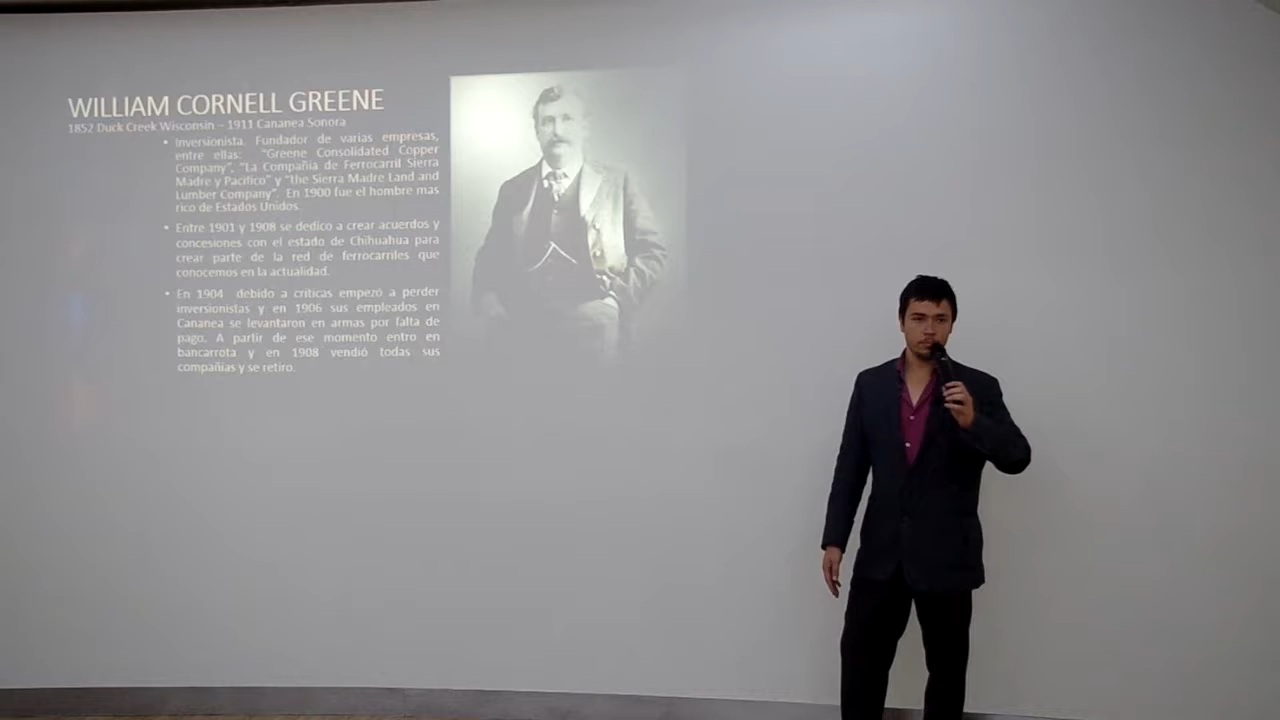 WILLIAM CORNELL GREENE
1852 Duck Creek Wisconsin – 1911 Cananea Sonora
• Inversionista. Fundador de varias empresas,
entre ellas: "Greene Consolidated Copper
Company", "La Compañia de Ferrocarril Sierra
Madre y Pacifico" y "the Sierra Madre Land and
Lumber Company". En 1900 fue el hombre mas
rico de Estados Unidos.
• Entre 1901 y 1908 se dedico a crear acuerdos y
concesiones con el estado de Chihuahua para
crear parte de la red de ferrocarriles que
conocemos en la actualidad.
• En 1904 debido a críticas empezó a perder
inversionistas y en 1906 sus empleados en
Cananea se levantaron en armas por falta de
pago. A partir de ese momento entro en
bancarrota y en 1908 vendió todas sus
compañias y se retiro.